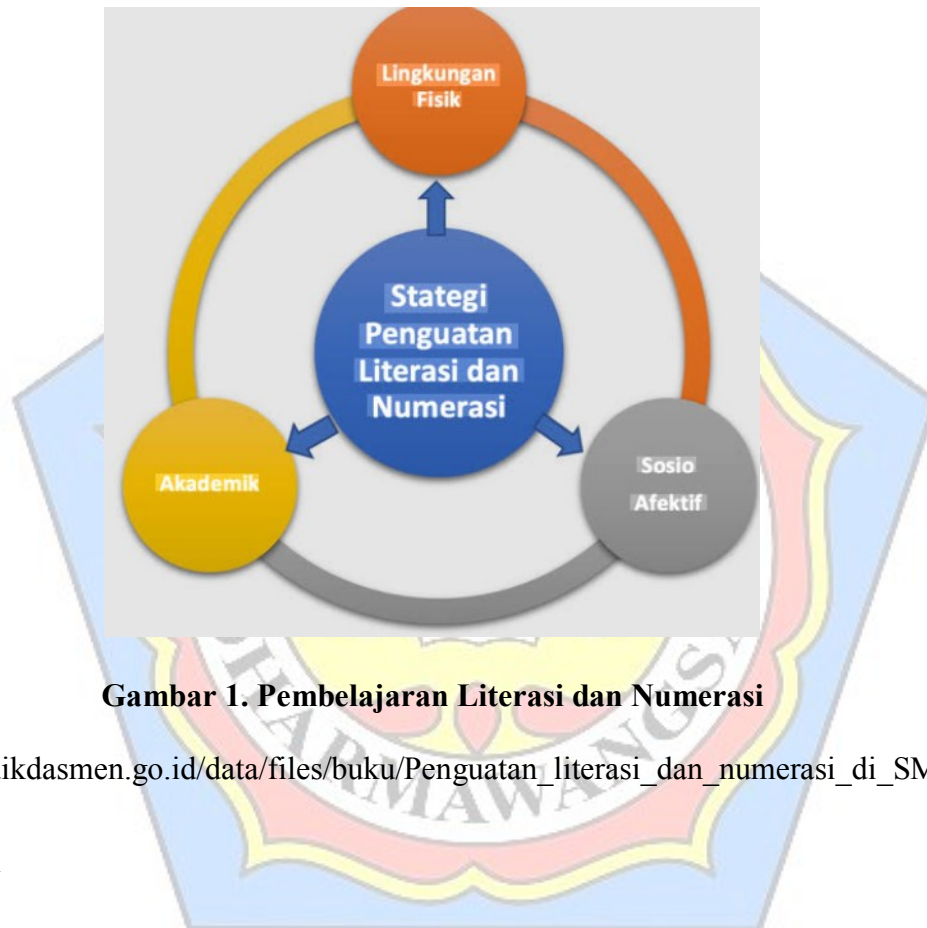 Lingkungan
Fisik
Stategi
Penguatan
Literasi dan
Numerasi
Akademik
Sosio
Afektif
Gambar 1. Pembelajaran Literasi dan Numerasi
ikdasmen.go.id/data/files/buku/Penguatan_literasi_dan_numerasi_di_SM